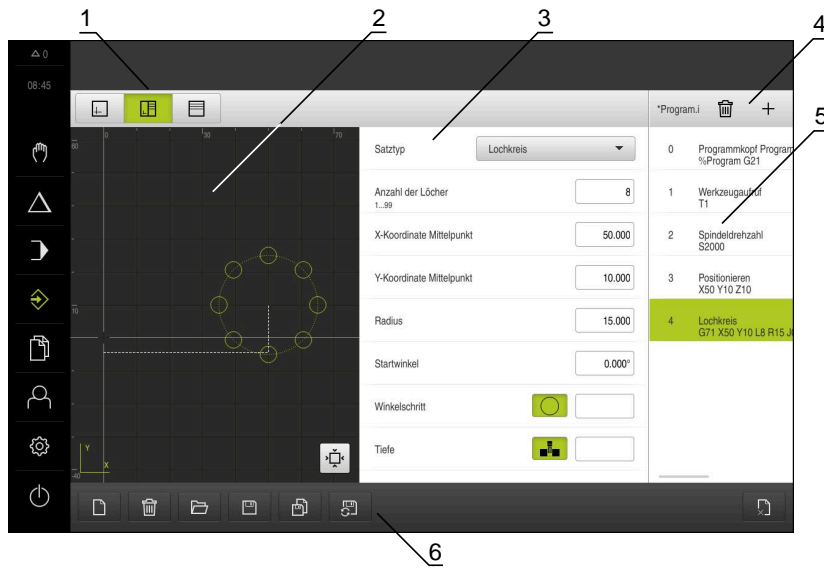 1
2
3
4
5
0
08:45
*Program.i
60
0
30
70
10
-40
Y
X
Satztyp
Lochkreis
Anzahl der Löcher
1...99
8
X-Koordinate Mittelpunkt
50.000
Y-Koordinate Mittelpunkt
10.000
Radius
15.000
Startwinkel
0.000°
Winkelschritt
Tiefe
0 Programmkopf Program
%Program G21
1 Werkzeugaufruf
T1
2 Spindeldrehzahl
S2000
3 Positionieren
X50 Y10 Z10
4 Lochkreis
G71 X50 Y10 L8 R15 J
6